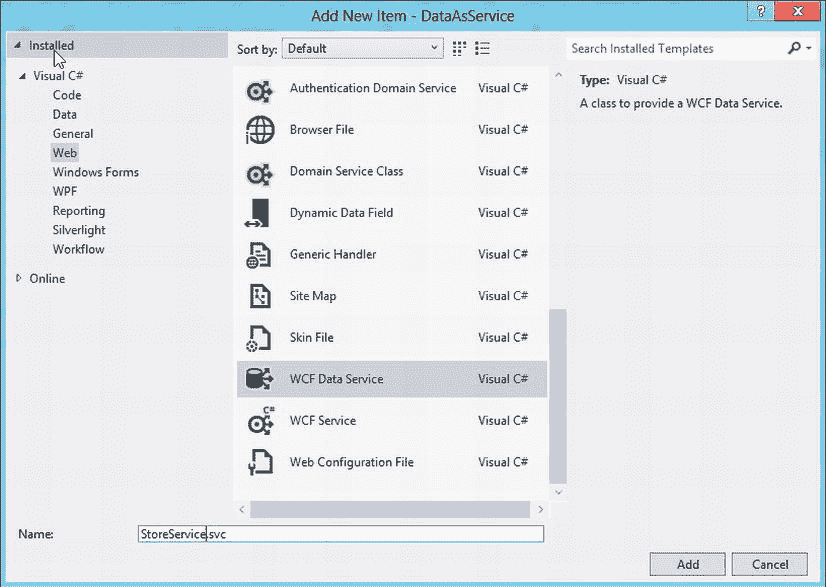 Add New Item - DataAsService
?
Installed
Visual C#
Code
Data
General
Web
Windows Forms
WPF
Reporting
Silverlight
Workflow
Online
Sort by: Default
Authentication Domain Service Visual C#
Browser File Visual C#
Domain Service Class Visual C#
Dynamic Data Field Visual C#
Generic Handler Visual C#
Site Map Visual C#
Skin File Visual C#
WCF Data Service Visual C#
C#
WCF Service Visual C#
Web Configuration File Visual C#
Search Installed Templates
Type: Visual C#
A class to provide a WCF Data Service.
Name: StoreService.svc
Add Cancel